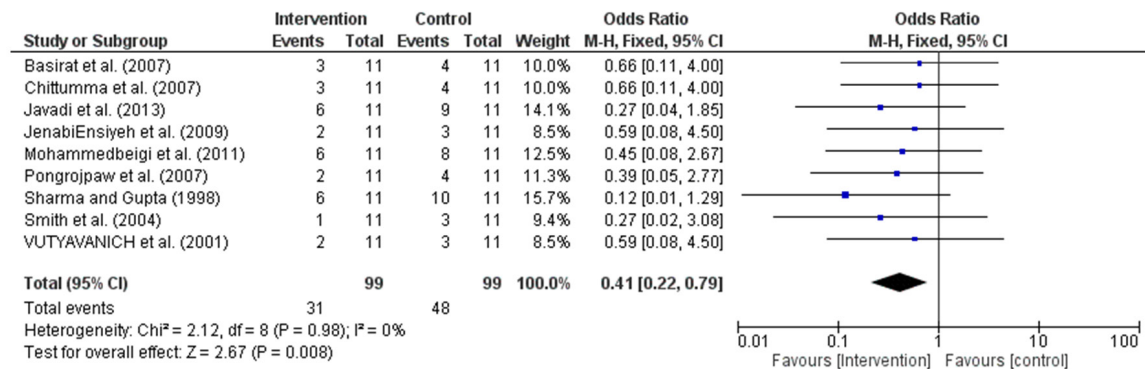 Intervention Control Odds Ratio Odds Ratio
Study or Subgroup Events Total Events Total Weight M-H, Fixed, 95% CI M-H, Fixed, 95% CI
Basirat et al. (2007) 3 11 4 11 10.0% 0.66 [0.11, 4.00]
Chittumma et al. (2007) 3 11 4 11 10.0% 0.66 [0.11, 4.00]
Javadi et al. (2013) 6 11 9 11 14.1% 0.27 [0.04, 1.85]
JenabiEnsiyeh et al. (2009) 2 11 3 11 8.5% 0.59 [0.08, 4.50]
Mohammedbeigi et al. (2011) 6 11 8 11 12.5% 0.45 [0.08, 2.67]
Pongrojpaw et al. (2007) 2 11 4 11 11.3% 0.39 [0.05, 2.77]
Sharma and Gupta (1998) 6 11 10 11 15.7% 0.12 [0.01, 1.29]
Smith et al. (2004) 1 11 3 11 9.4% 0.27 [0.02, 3.08]
VUTYAVANICH et al. (2001) 2 11 3 11 8.5% 0.59 [0.08, 4.50]
Total (95% CI) 99 99 100.0% 0.41 [0.22, 0.79]
Total events 31 48
Heterogeneity: Chi² = 2.12, df = 8 (P = 0.98); I² = 0%
Test for overall effect: Z = 2.67 (P = 0.008)
0.01 0.1 1 10 100
Favours [Intervention] Favours [control]